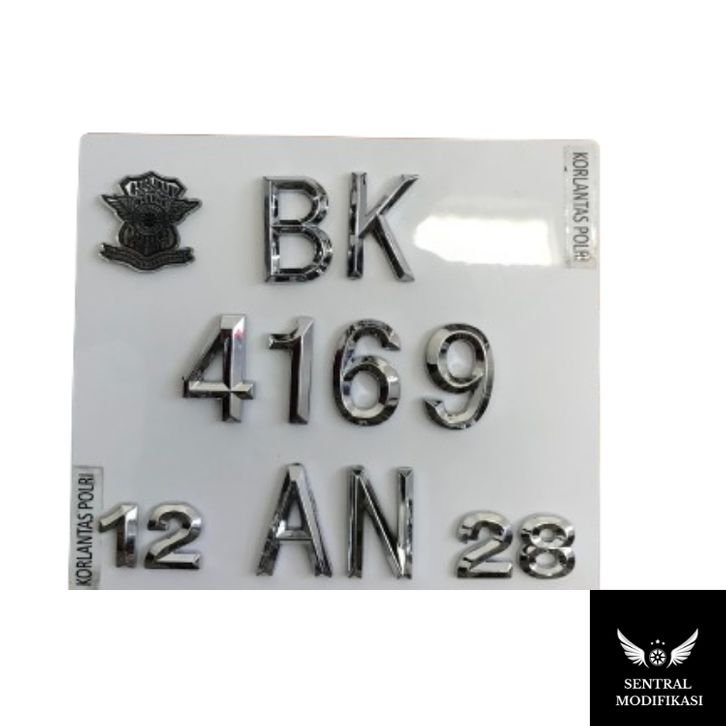 BK
KORLANTAS POLRI
4169
AN
KORLANTAS POLRI
12
28
SENTRAL
MODIFIKASI